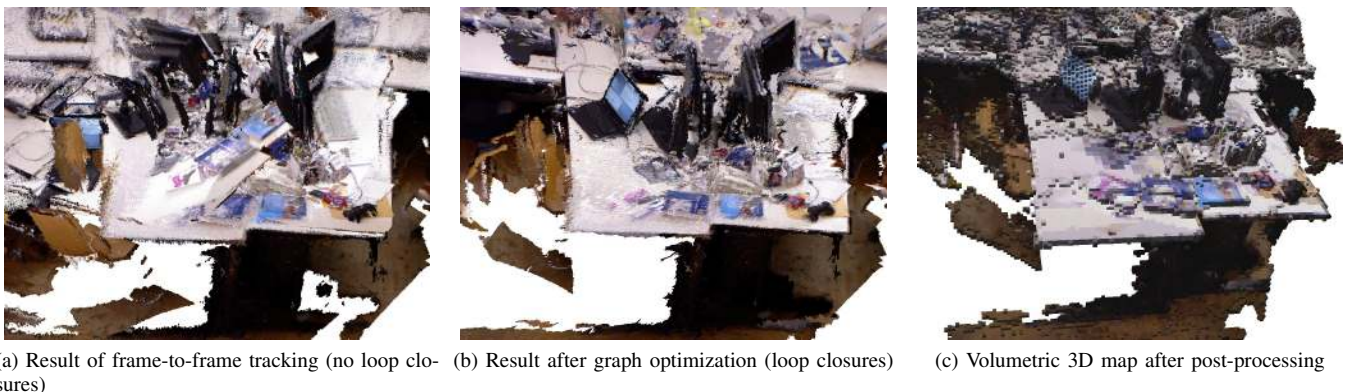 a) Result of frame-to-frame tracking (no loop clo-
sures)
(b) Result after graph optimization (loop closures)
(c) Volumetric 3D map after post-processing